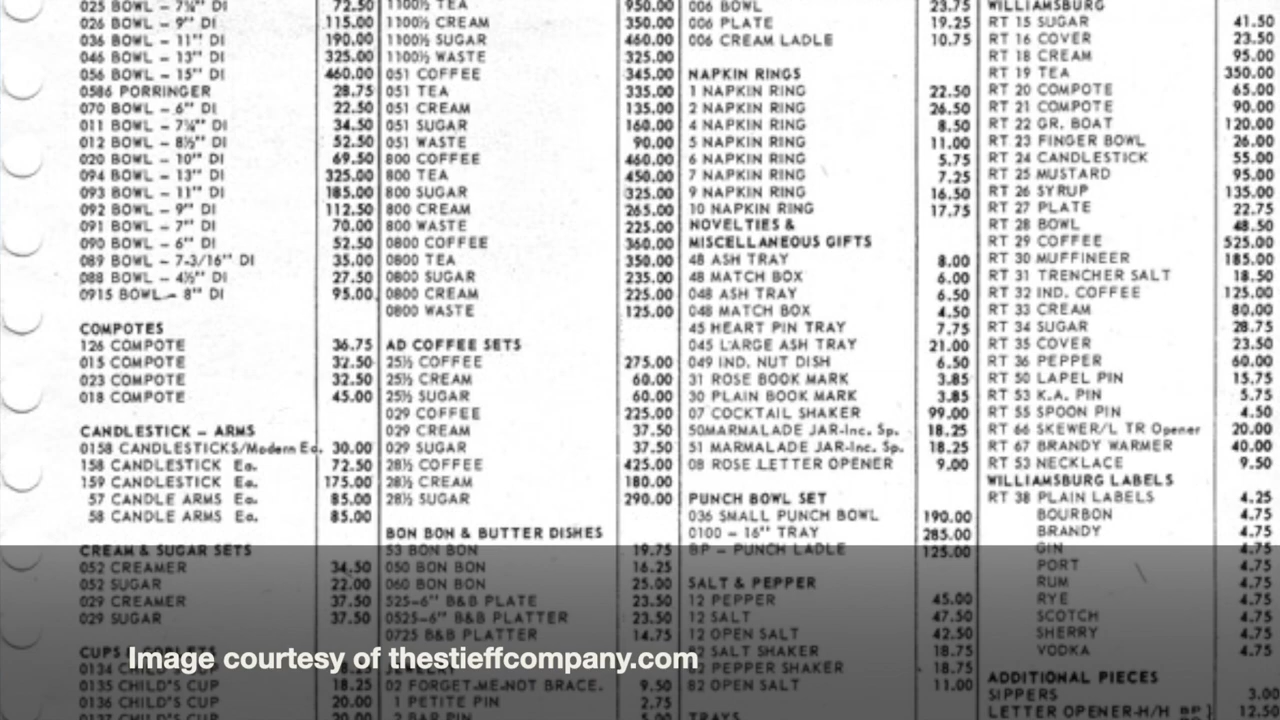 025 BOWL – 7¼" DI 72.50
026 BOWL – 9" DI 115.00
036 BOWL – 11" DI 190.00
046 BOWL – 13" DI 325.00
056 BOWL – 15" DI 460.00
0586 PORRINGER 28.75
070 BOWL – 6" DI 22.50
011 BOWL – 7¼" DI 34.50
012 BOWL – 8½" DI 52.50
020 BOWL – 10" DI 69.50
094 BOWL – 13" DI 325.00
093 BOWL – 11" DI 185.00
092 BOWL – 9" DI 112.50
091 BOWL – 7" DI 70.00
090 BOWL – 6" DI 52.50
089 BOWL – 7-3/16" DI 35.00
088 BOWL – 4½" DI 27.50
0915 BOWL – 8" DI 95.00
COMPOTES
126 COMPOTE 36.75
015 COMPOTE 32.50
023 COMPOTE 32.50
018 COMPOTE 45.00
CANDLESTICK – ARMS
0158 CANDLESTICKS/Modern Ea. 30.00
158 CANDLESTICK Ea. 72.50
159 CANDLESTICK Ea. 175.00
57 CANDLE ARMS Ea. 85.00
58 CANDLE ARMS Ea. 85.00
CREAM & SUGAR SETS
052 CREAMER 34.50
052 SUGAR 22.00
029 CREAMER 37.50
029 SUGAR 37.50
CUPS
0134 CHILD'S CUP
0135 CHILD'S CUP 18.25
0136 CHILD'S CUP 20.00
0137 CHILD'S CUP 20.00
1100½ TEA 950.00
1100½ CREAM 350.00
1100½ SUGAR 460.00
1100½ WASTE 325.00
051 COFFEE 345.00
051 TEA 335.00
051 CREAM 135.00
051 SUGAR 160.00
051 WASTE 90.00
800 COFFEE 460.00
800 TEA 450.00
800 SUGAR 325.00
800 CREAM 265.00
800 WASTE 225.00
0800 COFFEE 360.00
0800 TEA 350.00
0800 SUGAR 235.00
0800 CREAM 225.00
0800 WASTE 125.00
AD COFFEE SETS
25½ COFFEE 275.00
25½ CREAM 60.00
25½ SUGAR 60.00
029 COFFEE 225.00
029 CREAM 37.50
029 SUGAR 37.50
28½ COFFEE 425.00
28½ CREAM 180.00
28½ SUGAR 290.00
BON BON & BUTTER DISHES
53 BON BON 19.75
050 BON BON 16.25
060 BON BON 25.00
525–6" B&B PLATE 23.50
0525–6" B&B PLATTER 23.50
0725 B&B PLATTER 14.75
02 FORGET-ME-NOT BRACE. 9.50
1 PETITE PIN 2.75
2 BAR PIN 5.00
006 BOWL 23.75
006 PLATE 19.25
006 CREAM LADLE 10.75
NAPKIN RINGS
1 NAPKIN RING 22.50
2 NAPKIN RING 26.50
4 NAPKIN RING 8.50
5 NAPKIN RING 11.00
6 NAPKIN RING 5.75
7 NAPKIN RING 7.25
9 NAPKIN RING 16.50
10 NAPKIN RING 17.75
NOVELTIES &
MISCELLANEOUS GIFTS
48 ASH TRAY 8.00
48 MATCH BOX 6.00
048 ASH TRAY 6.50
048 MATCH BOX 4.50
45 HEART PIN TRAY 7.75
045 LARGE ASH TRAY 21.00
049 IND. NUT DISH 6.50
31 ROSE BOOK MARK 3.85
30 PLAIN BOOK MARK 3.85
07 COCKTAIL SHAKER 99.00
50MARMALADE JAR-Inc. Sp. 18.25
51 MARMALADE JAR-Inc. Sp. 18.25
08 ROSE LETTER OPENER 9.00
PUNCH BOWL SET
036 SMALL PUNCH BOWL 190.00
0100 – 16" TRAY 285.00
BP – PUNCH LADLE 125.00
SALT & PEPPER
12 PEPPER 45.00
12 SALT 47.50
12 OPEN SALT 42.50
82 SALT SHAKER 18.75
82 PEPPER SHAKER 18.75
82 OPEN SALT 11.00
TRAYS
WILLIAMSBURG
RT 15 SUGAR 41.50
RT 16 COVER 23.50
RT 18 CREAM 95.00
RT 19 TEA 350.00
RT 20 COMPOTE 65.00
RT 21 COMPOTE 90.00
RT 22 GR. BOAT 120.00
RT 23 FINGER BOWL 26.00
RT 24 CANDLESTICK 55.00
RT 25 MUSTARD 95.00
RT 26 SYRUP 135.00
RT 27 PLATE 22.75
RT 28 BOWL 48.50
RT 29 COFFEE 525.00
RT 30 MUFFINEER 185.00
RT 31 TRENCHER SALT 18.50
RT 32 IND. COFFEE 125.00
RT 33 CREAM 80.00
RT 34 SUGAR 28.75
RT 35 COVER 23.50
RT 36 PEPPER 60.00
RT 50 LAPEL PIN 15.75
RT 53 K.A. PIN 5.75
RT 55 SPOON PIN 4.50
RT 66 SKEWER/L TR Opener 20.00
RT 67 BRANDY WARMER 40.00
RT 53 NECKLACE 9.50
WILLIAMSBURG LABELS
RT 38 PLAIN LABELS 4.25
BOURBON 4.75
BRANDY 4.75
GIN 4.75
PORT 4.75
RUM 4.75
RYE 4.75
SCOTCH 4.75
SHERRY 4.75
VODKA 4.75
ADDITIONAL PIECES
SIPPERS 3.00
LETTER OPENER-H/H 12.50
Image courtesy of thestieffcompany.com